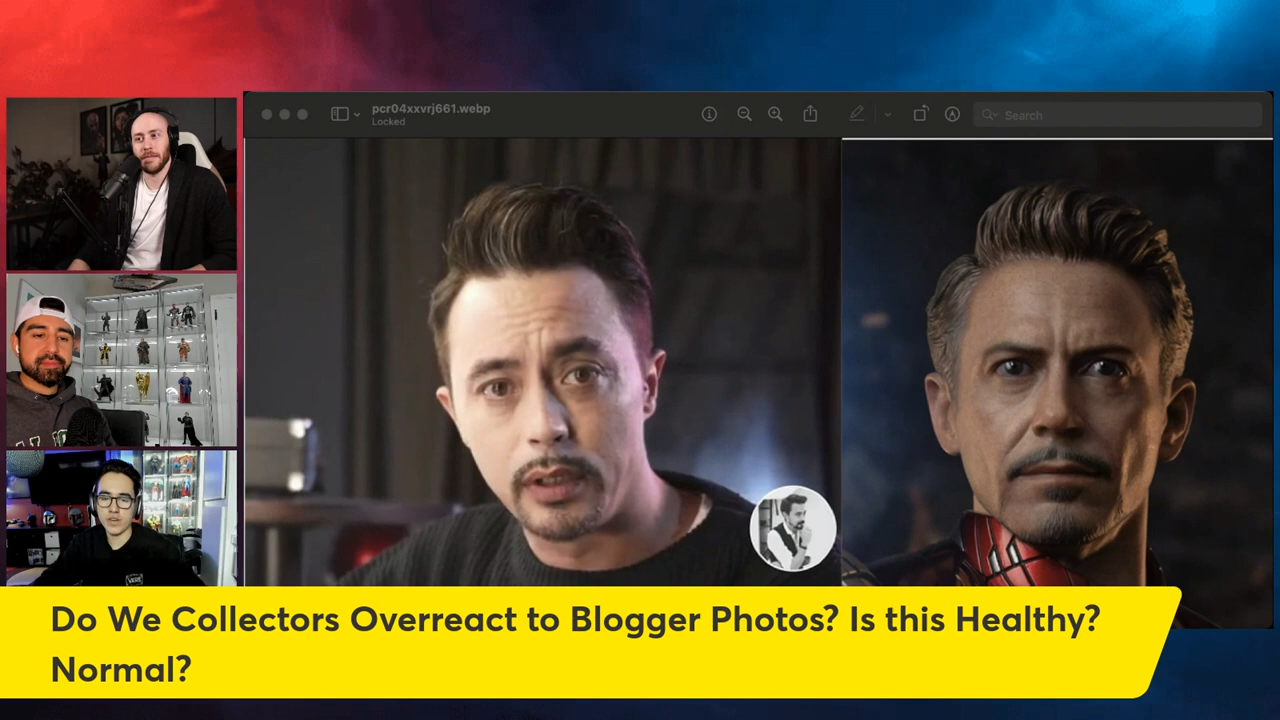 pcr04xxvrj661.webp
Locked
Search
Do We Collectors Overreact to Blogger Photos? Is this Healthy?
Normal?